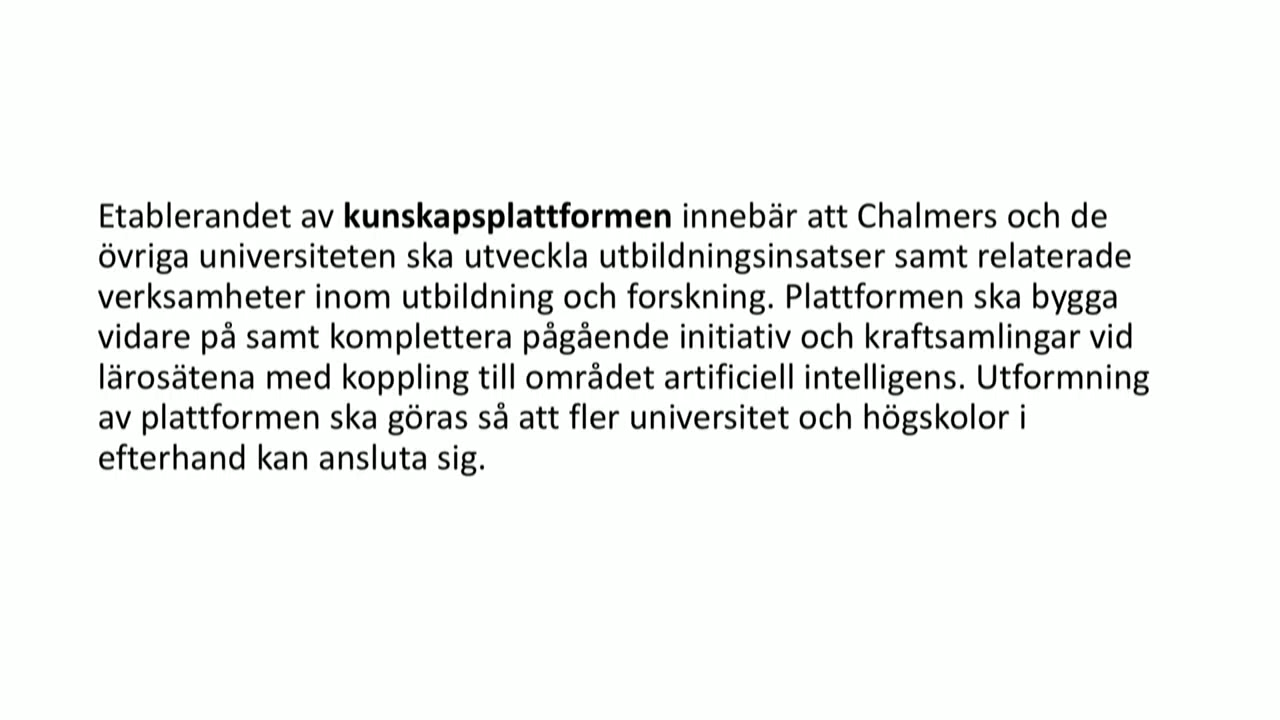 Etablerandet av kunskapsplattformen innebär att Chalmers och de
övriga universiteten ska utveckla utbildningsinsatser samt relaterade
verksamheter inom utbildning och forskning. Plattformen ska bygga
vidare på samt komplettera pågående initiativ och kraftsamlingar vid
lärosätena med koppling till området artificiell intelligens. Utformning
av plattformen ska göras så att fler universitet och högskolor i
efterhand kan ansluta sig.